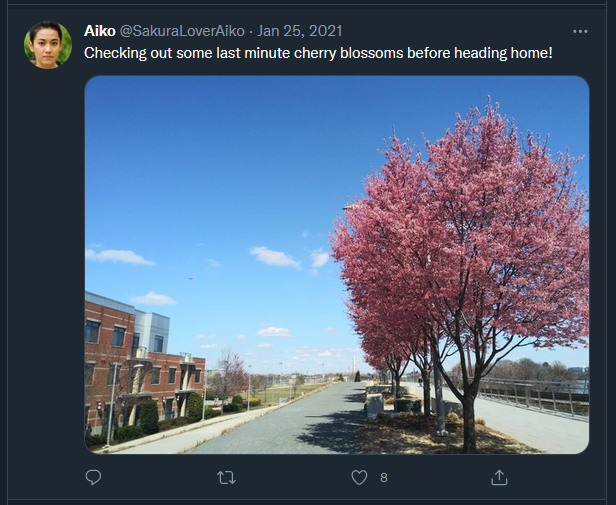 Aiko @SakuraLoverAiko · Jan 25, 2021
Checking out some last minute cherry blossoms before heading home!
8